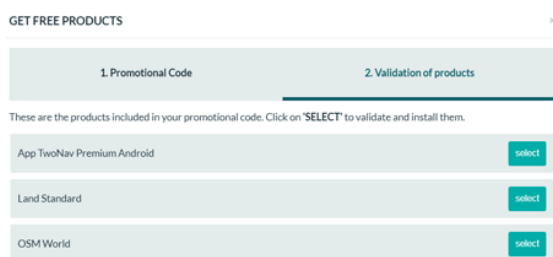 GET FREE PRODUCTS
1. Promotional Code 2. Validation of products
These are the products included in your promotional code. Click on 'SELECT' to validate and install them.
App TwoNav Premium Android select
Land Standard select
OSM World select